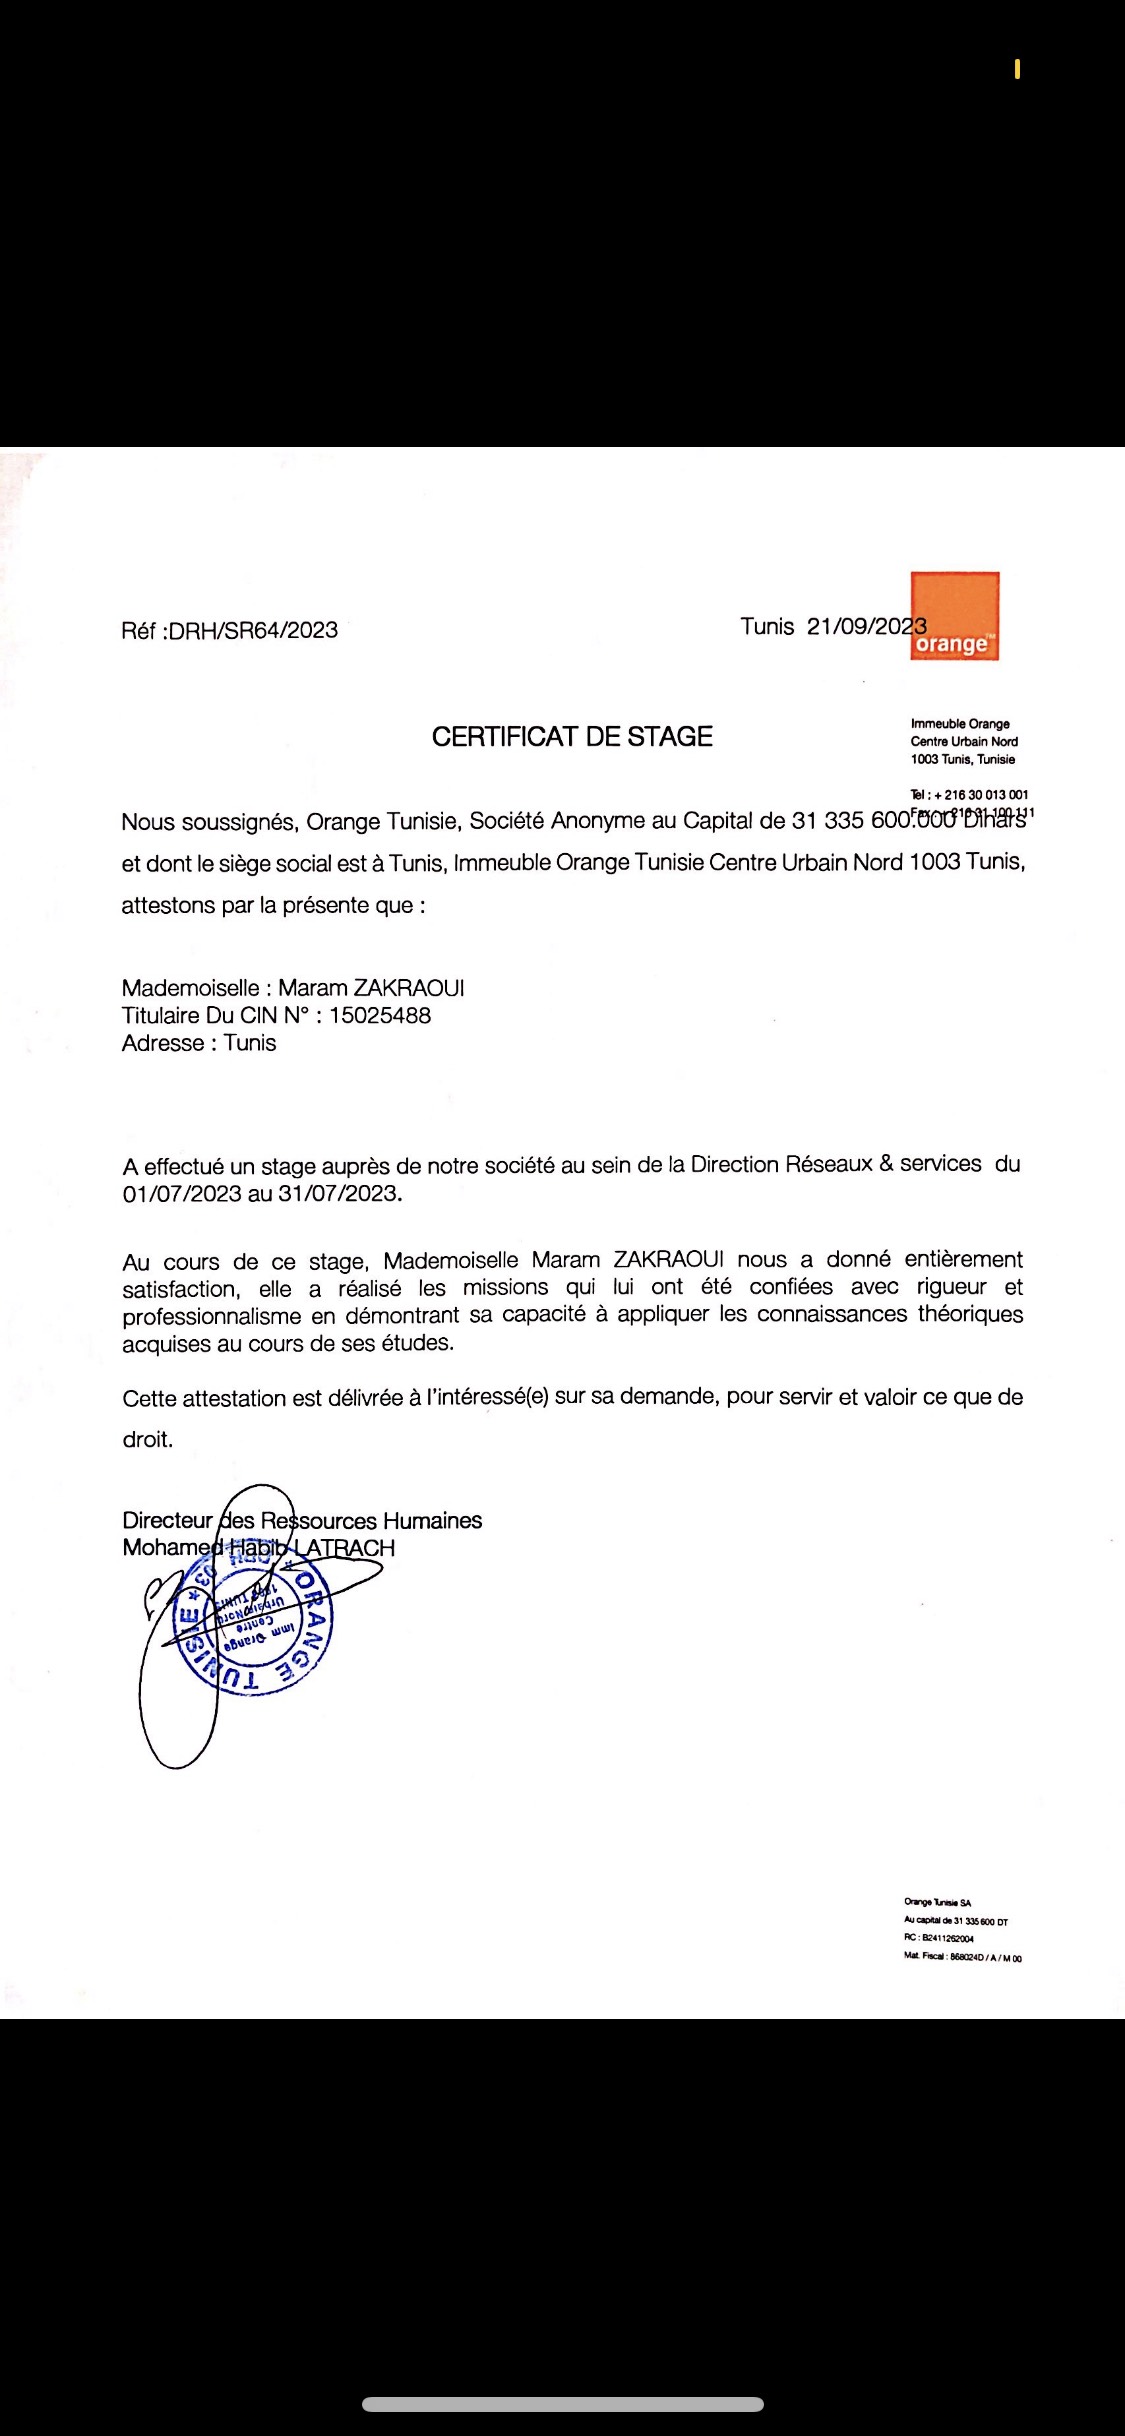 Réf :DRH/SR64/2023
Tunis 21/09/2023
orange™
CERTIFICAT DE STAGE
Immeuble Orange
Centre Urbain Nord
1003 Tunis, Tunisie
Tel : + 216 30 013 001
Fax : + 216 31 100 111
Nous soussignés, Orange Tunisie, Société Anonyme au Capital de 31 335 600.000 Dinars
et dont le siège social est à Tunis, Immeuble Orange Tunisie Centre Urbain Nord 1003 Tunis,
attestons par la présente que :
Mademoiselle : Maram ZAKRAOUI
Titulaire Du CIN N° : 15025488
Adresse : Tunis
A effectué un stage auprès de notre société au sein de la Direction Réseaux & services du
01/07/2023 au 31/07/2023.
Au cours de ce stage, Mademoiselle Maram ZAKRAOUI nous a donné entièrement
satisfaction, elle a réalisé les missions qui lui ont été confiées avec rigueur et
professionnalisme en démontrant sa capacité à appliquer les connaissances théoriques
acquises au cours de ses études.
Cette attestation est délivrée à l'intéressé(e) sur sa demande, pour servir et valoir ce que de
droit.
Directeur des Ressources Humaines
Mohamed Habib LATRACH
* ORANGE TUNISIE * DRH 03
Imm Orange
Centre
Urbain Nord
1003 TUNIS
Orange Tunisie SA
Au capital de 31 335 600 DT
RC : B2411262004
Mat. Fiscal : 868024D / A / M 00